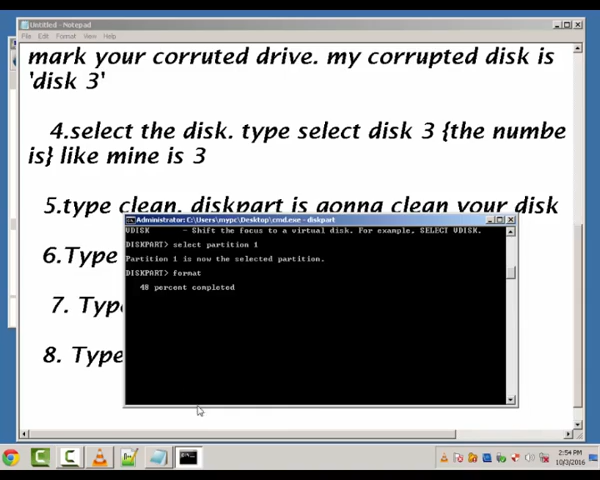 Untitled - Notepad
File Edit Format View Help
mark your corruted drive. my corrupted disk is
'disk 3'
4.select the disk. type select disk 3 {the numbe
is} like mine is 3
5.type clean. diskpart is gonna clean your disk
Administrator: C:\Users\mypc\Desktop\cmd.exe - diskpart
VDISK - Shift the focus to a virtual disk. For example, SELECT VDISK.
DISKPART> select partition 1
Partition 1 is now the selected partition.
DISKPART> format
48 percent completed
6.Type
7. Typ
8. Type
2:54 PM
10/3/2016